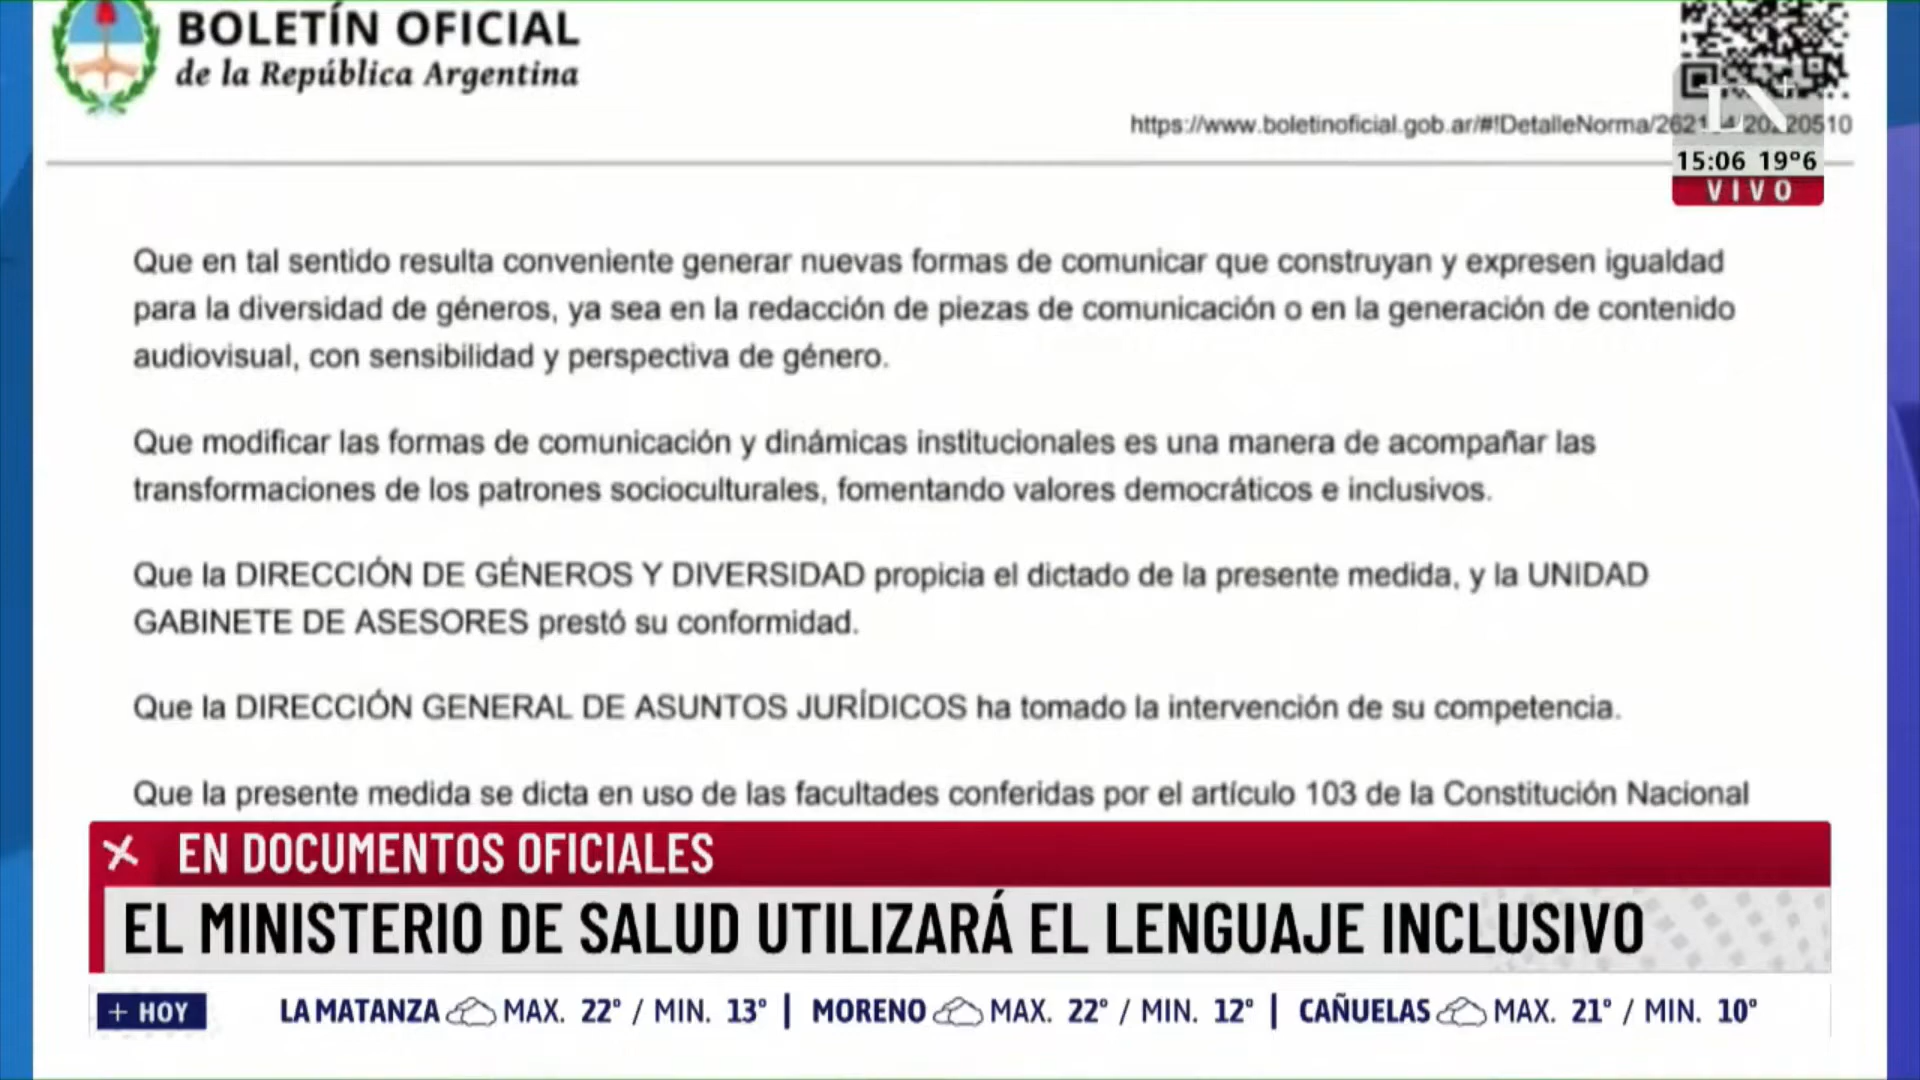 BOLETÍN OFICIAL
de la República Argentina
https://www.boletinoficial.gob.ar/#!DetalleNorma/262
LN+
15:06 19°6
VIVO
Que en tal sentido resulta conveniente generar nuevas formas de comunicar que construyan y expresen igualdad
para la diversidad de géneros, ya sea en la redacción de piezas de comunicación o en la generación de contenido
audiovisual, con sensibilidad y perspectiva de género.
Que modificar las formas de comunicación y dinámicas institucionales es una manera de acompañar las
transformaciones de los patrones socioculturales, fomentando valores democráticos e inclusivos.
Que la DIRECCIÓN DE GÉNEROS Y DIVERSIDAD propicia el dictado de la presente medida, y la UNIDAD
GABINETE DE ASESORES prestó su conformidad.
Que la DIRECCIÓN GENERAL DE ASUNTOS JURÍDICOS ha tomado la intervención de su competencia.
Que la presente medida se dicta en uso de las facultades conferidas por el artículo 103 de la Constitución Nacional
EN DOCUMENTOS OFICIALES
EL MINISTERIO DE SALUD UTILIZARÁ EL LENGUAJE INCLUSIVO
+ HOY LA MATANZA MAX. 22° / MIN. 13° | MORENO MAX. 22° / MIN. 12° | CAÑUELAS MAX. 21° / MIN. 10°